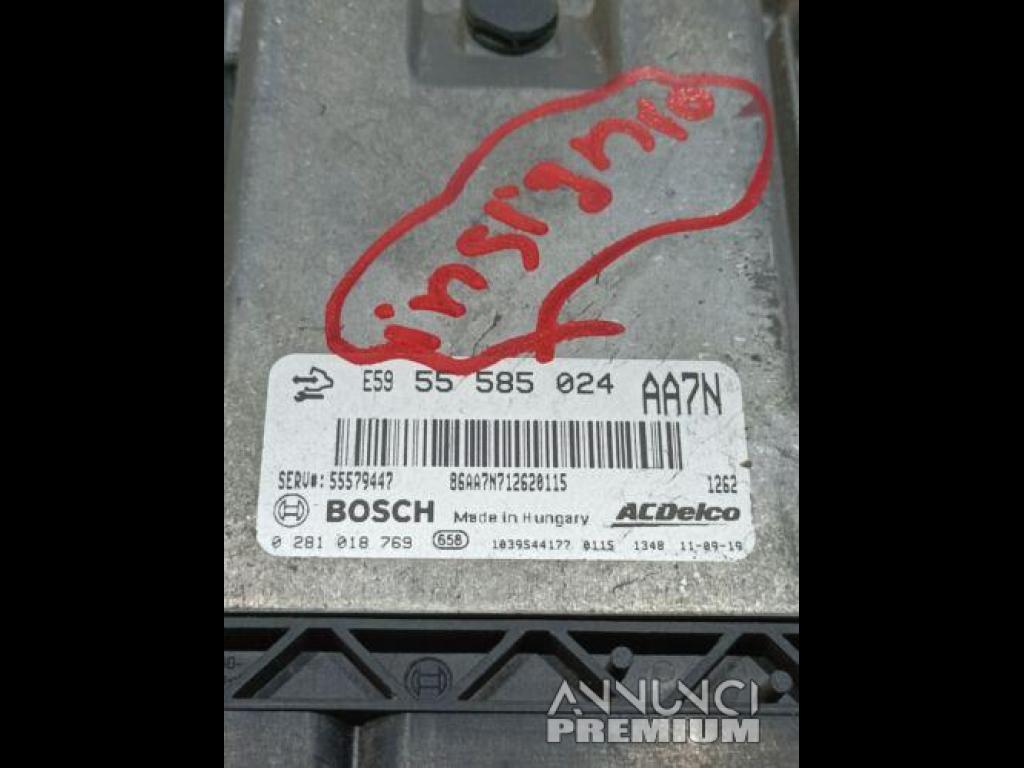 insignia
E59 55 585 024 AA7N
SERV#: 55579447 86AA7N712620115 1262
BOSCH Made in Hungary ACDelco
0 281 018 769 658 1039S44177 0115 1348 11-09-19
ANNUNCI
PREMIUM